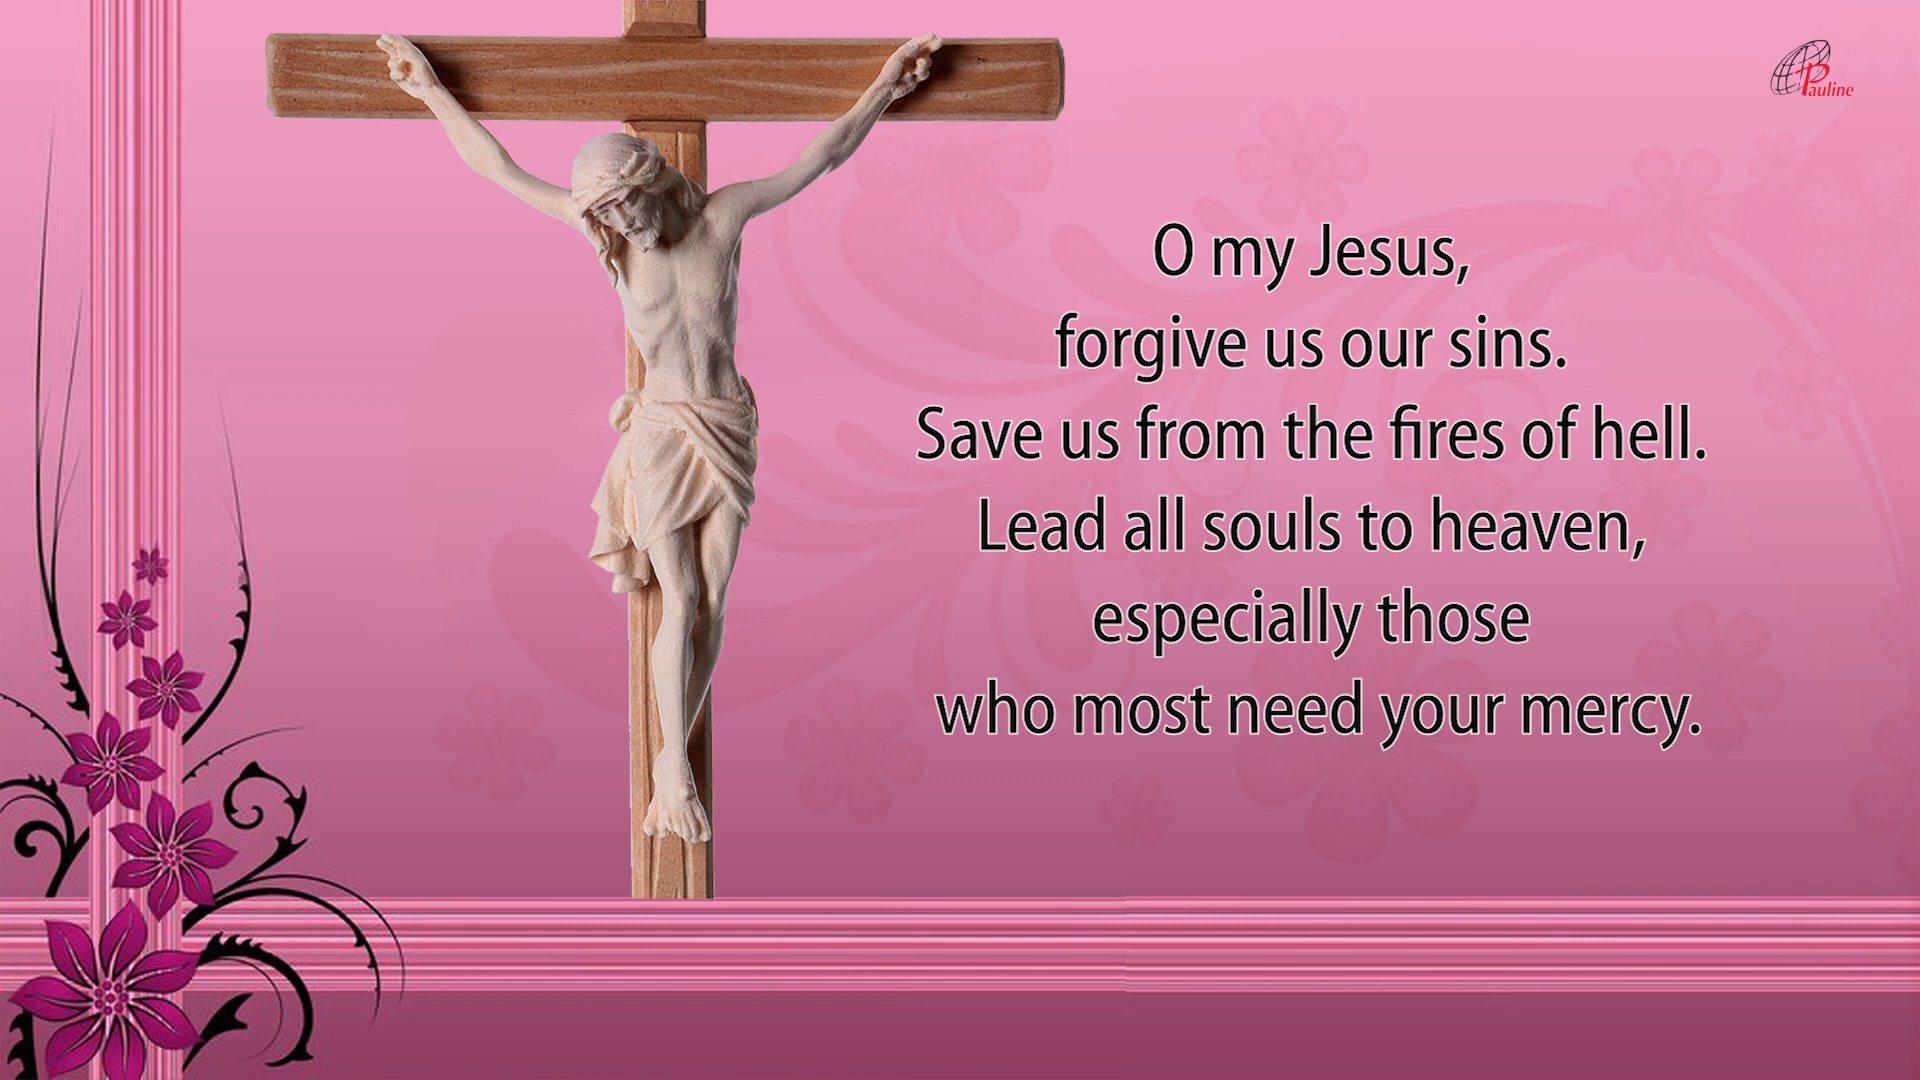 Pauline
O my Jesus,
forgive us our sins.
Save us from the fires of hell.
Lead all souls to heaven,
especially those
who most need your mercy.